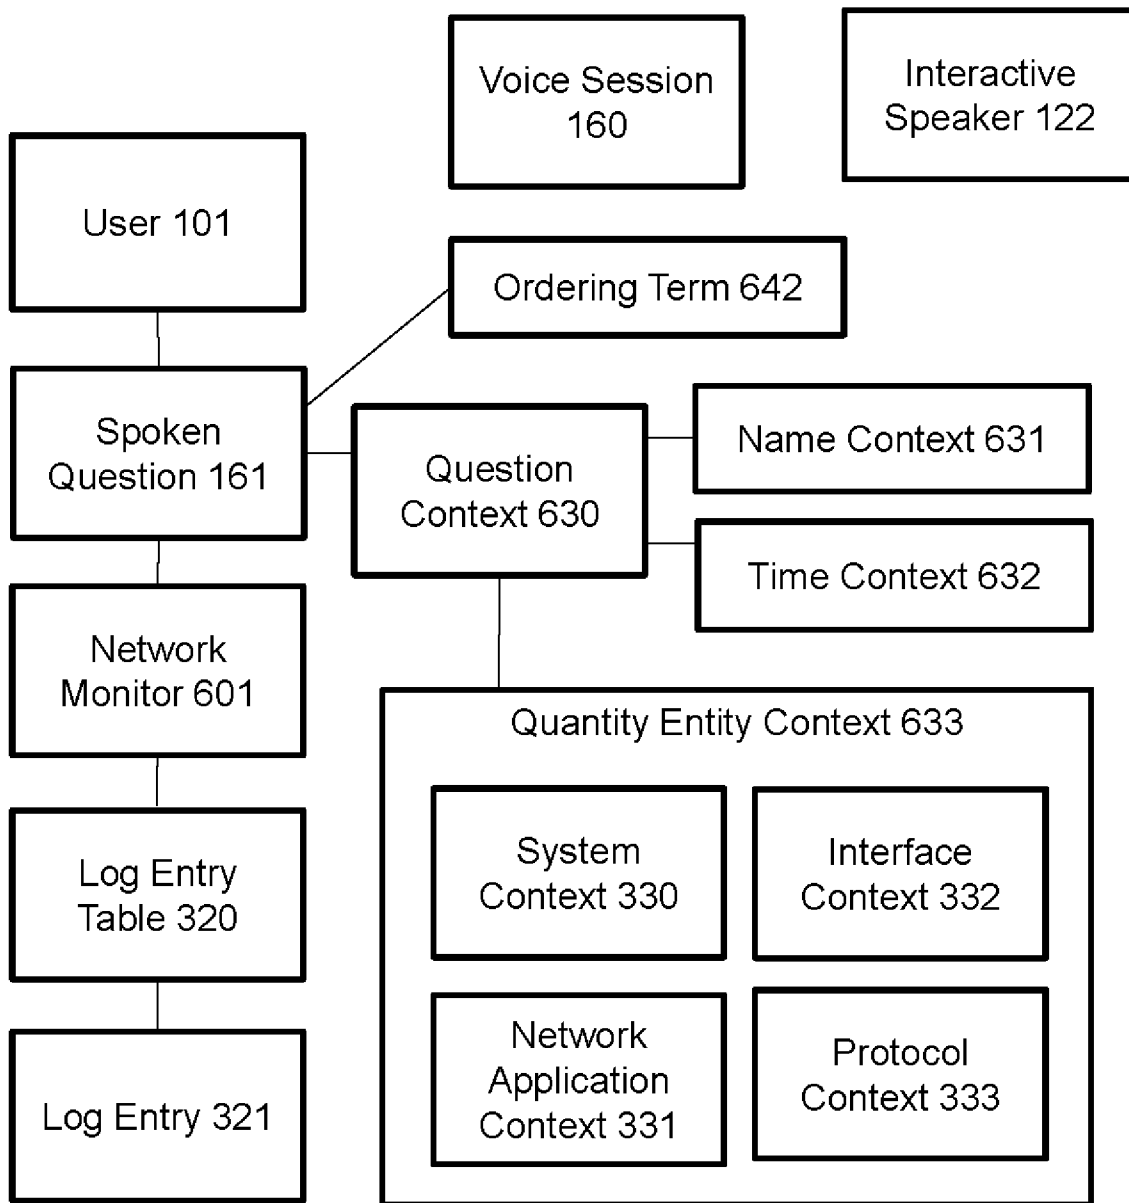 Voice Session
160
Interactive
Speaker 122
User 101
Ordering Term 642
Spoken
Question 161
Question
Context 630
Name Context 631
Time Context 632
Network
Monitor 601
Quantity Entity Context 633
System
Context 330
Interface
Context 332
Log Entry
Table 320
Network
Application
Context 331
Protocol
Context 333
Log Entry 321